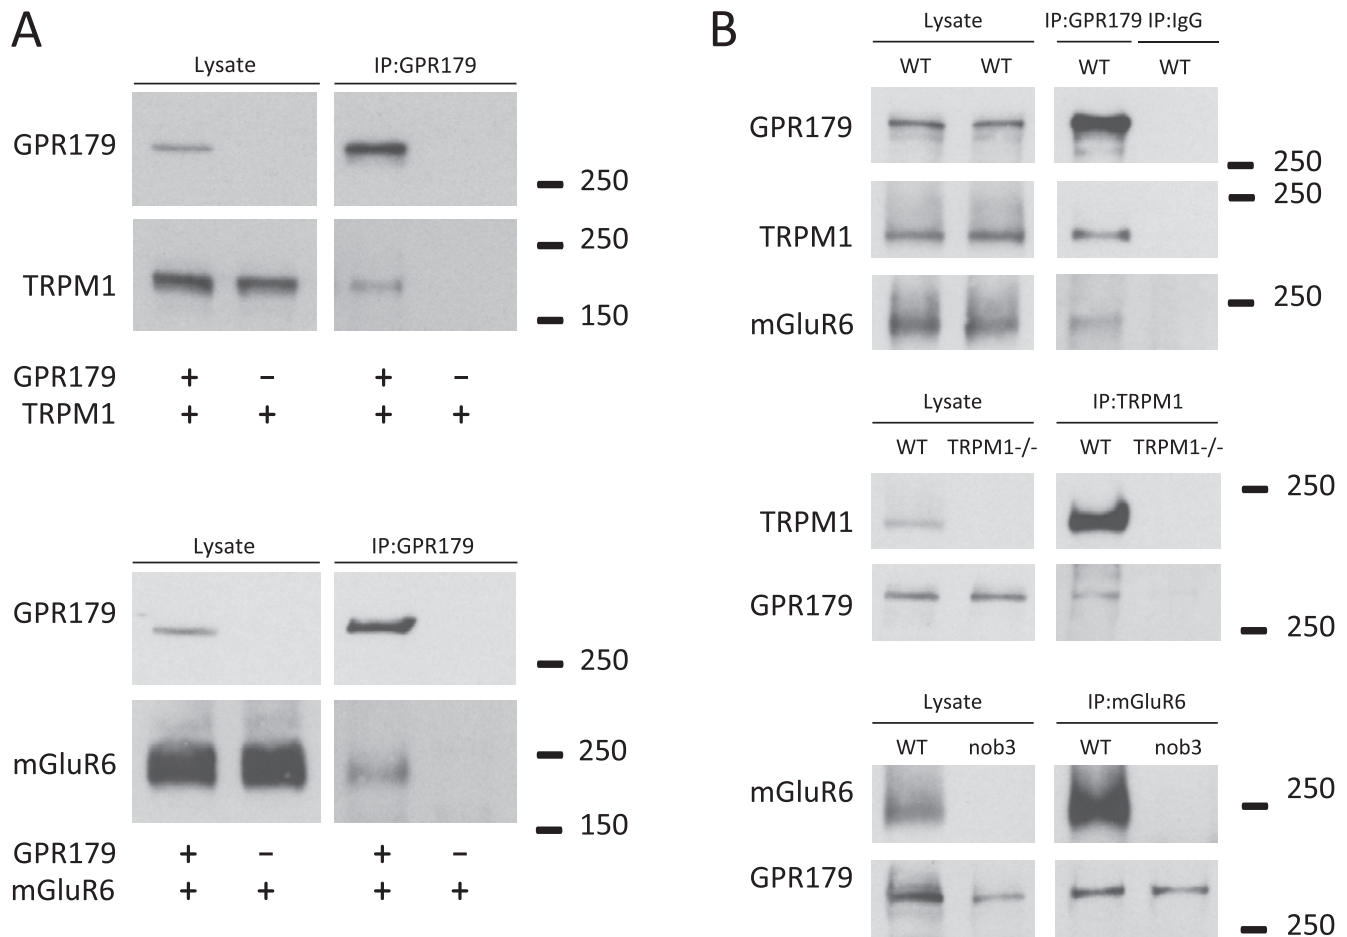 A
Lysate IP:GPR179
GPR179
250
250
TRPM1
150
GPR179 + – + –
TRPM1 + + + +
Lysate IP:GPR179
GPR179
250
250
mGluR6
150
GPR179 + – + –
mGluR6 + + + +
B
Lysate IP:GPR179 IP:IgG
WT WT WT WT
GPR179
250
250
TRPM1
250
mGluR6
Lysate IP:TRPM1
WT TRPM1-/- WT TRPM1-/-
250
TRPM1
GPR179
250
Lysate IP:mGluR6
WT nob3 WT nob3
mGluR6 250
GPR179
250